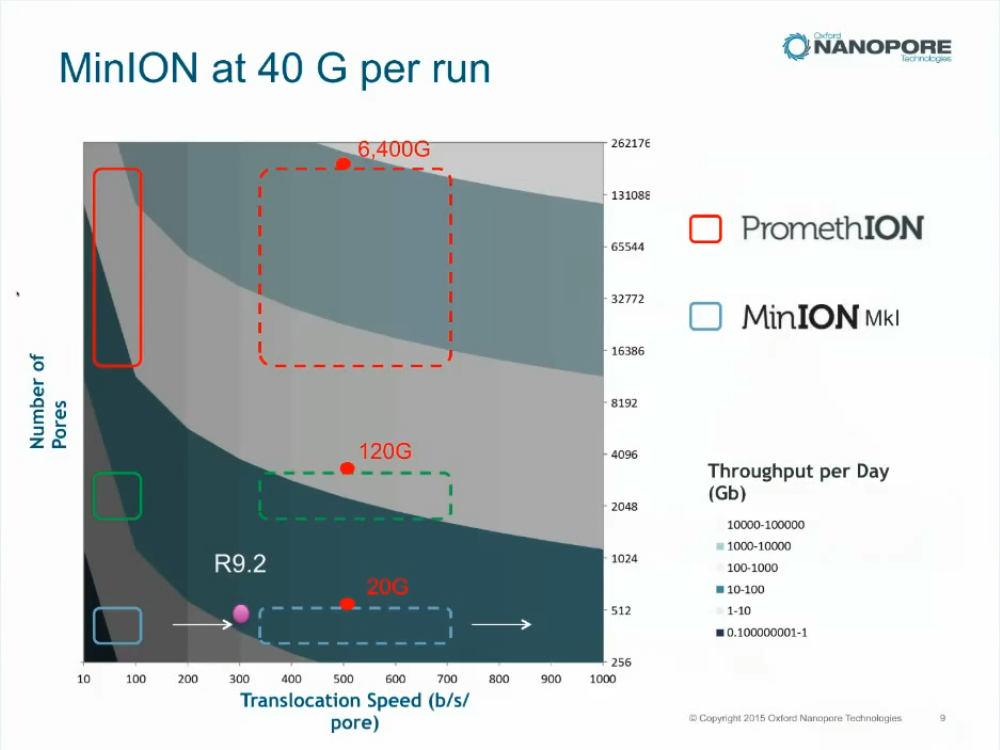 MinION at 40 G per run
Oxford
NANOPORE
Technologies
6,400G
120G
R9.2
20G
262176
131088
65544
32772
16386
8192
4096
2048
1024
512
256
10 100 200 300 400 500 600 700 800 900 1000
Number of
Pores
Translocation Speed (b/s/
pore)
PromethION
MinION MkI
Throughput per Day
(Gb)
10000-100000
1000-10000
100-1000
10-100
1-10
0.100000001-1
© Copyright 2015 Oxford Nanopore Technologies 9